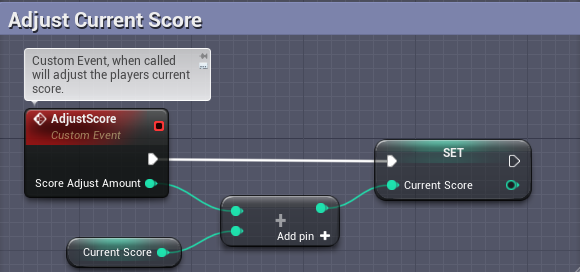 Adjust Current Score
Custom Event, when called
will adjust the players current
score.
AdjustScore
Custom Event
Score Adjust Amount
SET
Current Score
Add pin
Current Score